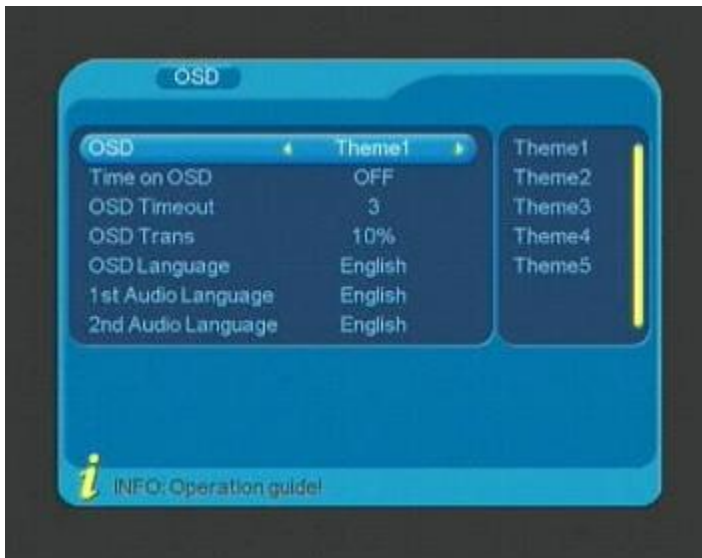 OSD
OSD Theme1
Time on OSD OFF
OSD Timeout 3
OSD Trans 10%
OSD Language English
1st Audio Language English
2nd Audio Language English
Theme1
Theme2
Theme3
Theme4
Theme5
i INFO: Operation guide!